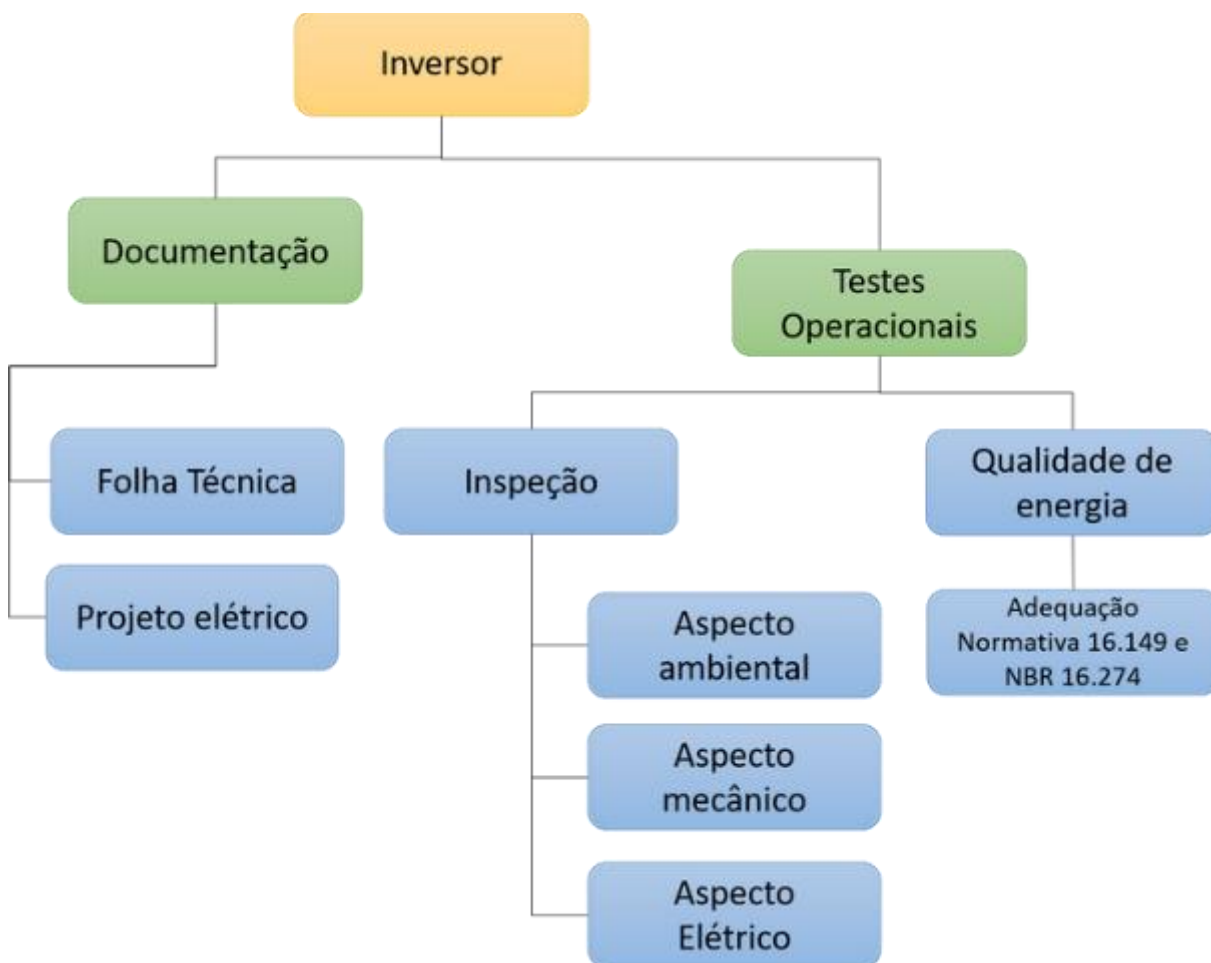 Inversor
Documentação
Testes
Operacionais
Folha Técnica
Projeto elétrico
Inspeção
Aspecto
ambiental
Aspecto
mecânico
Aspecto
Elétrico
Qualidade de
energia
Adequação
Normativa 16.149 e
NBR 16.274